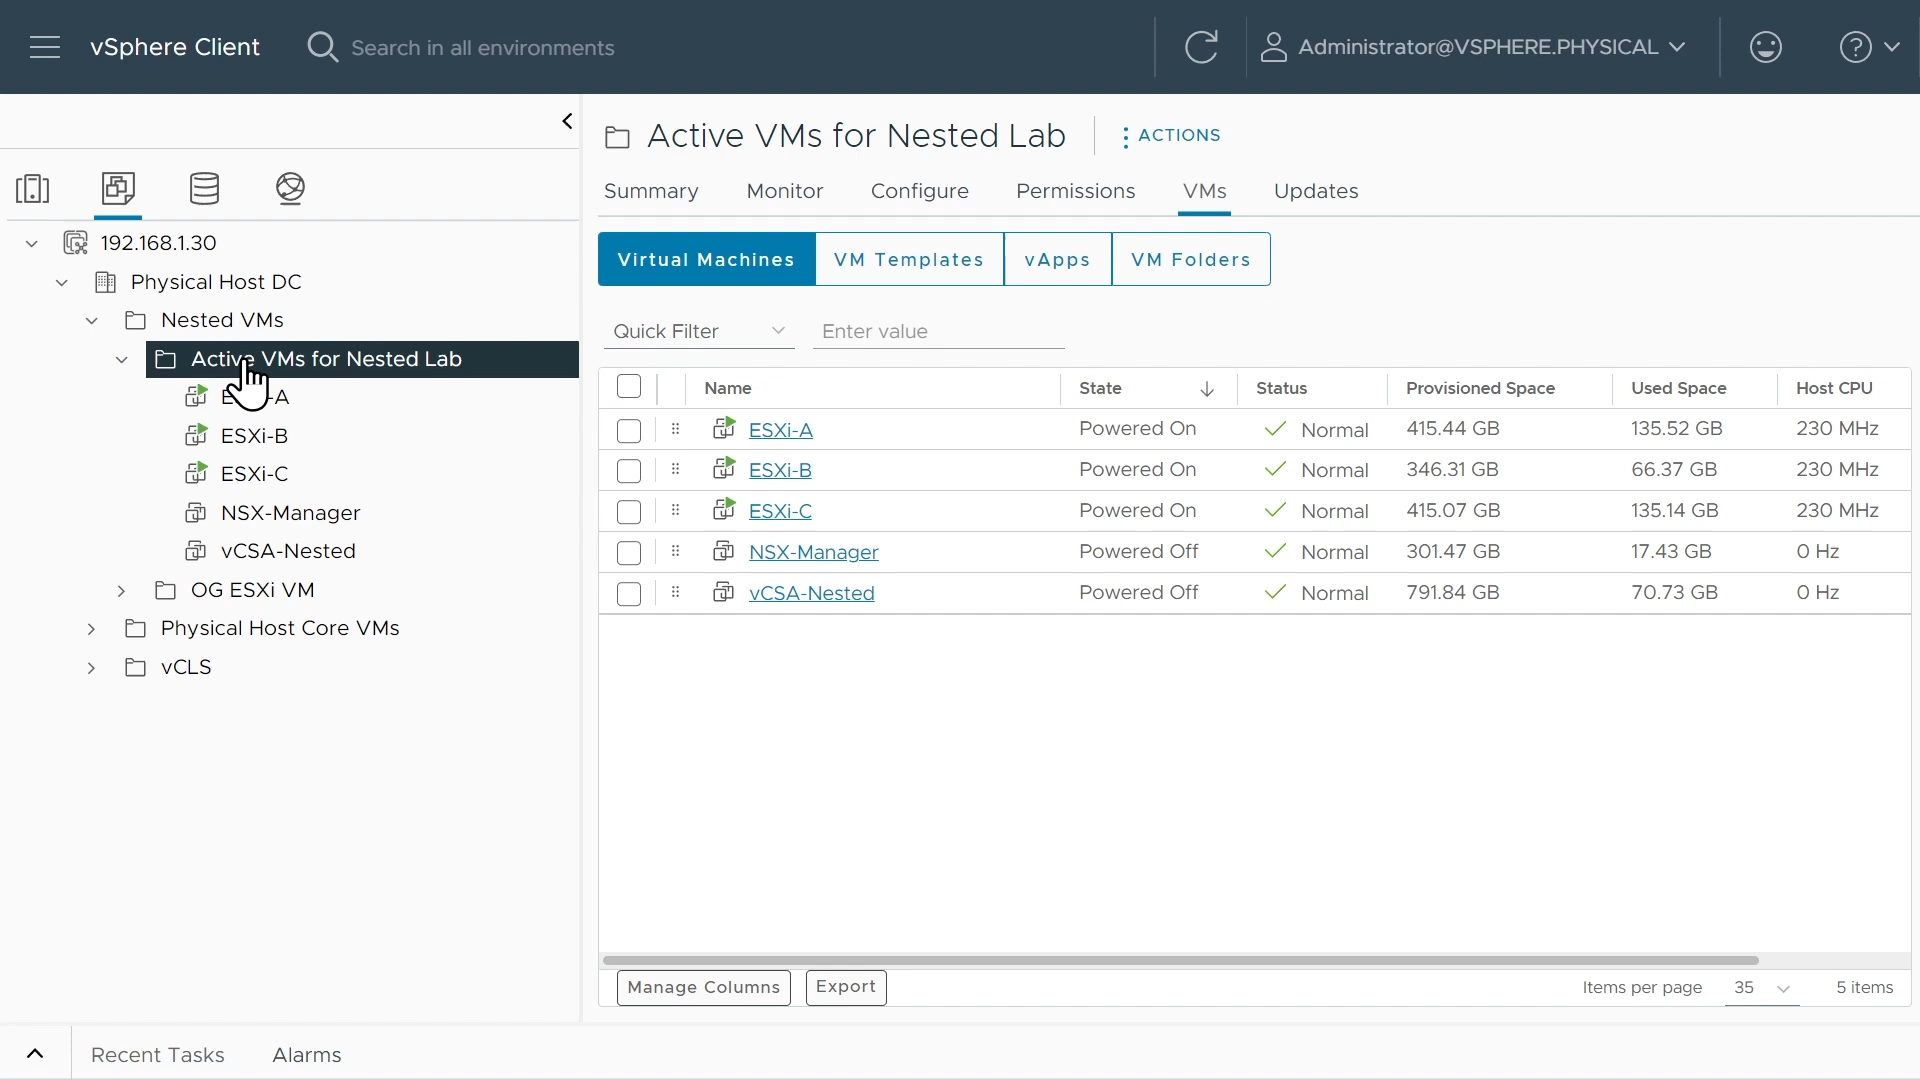 vSphere Client
Search in all environments
Administrator@VSPHERE.PHYSICAL
Active VMs for Nested Lab
ACTIONS
Summary Monitor Configure Permissions VMs Updates
192.168.1.30
Physical Host DC
Nested VMs
Active VMs for Nested Lab
ESXi-B
ESXi-C
NSX-Manager
vCSA-Nested
OG ESXi VM
Physical Host Core VMs
vCLS
Virtual Machines VM Templates vApps VM Folders
Quick Filter Enter value
Name State Status Provisioned Space Used Space Host CPU
ESXi-A Powered On Normal 415.44 GB 135.52 GB 230 MHz
ESXi-B Powered On Normal 346.31 GB 66.37 GB 230 MHz
ESXi-C Powered On Normal 415.07 GB 135.14 GB 230 MHz
NSX-Manager Powered Off Normal 301.47 GB 17.43 GB 0 Hz
vCSA-Nested Powered Off Normal 791.84 GB 70.73 GB 0 Hz
Manage Columns Export Items per page 35 5 items
Recent Tasks Alarms